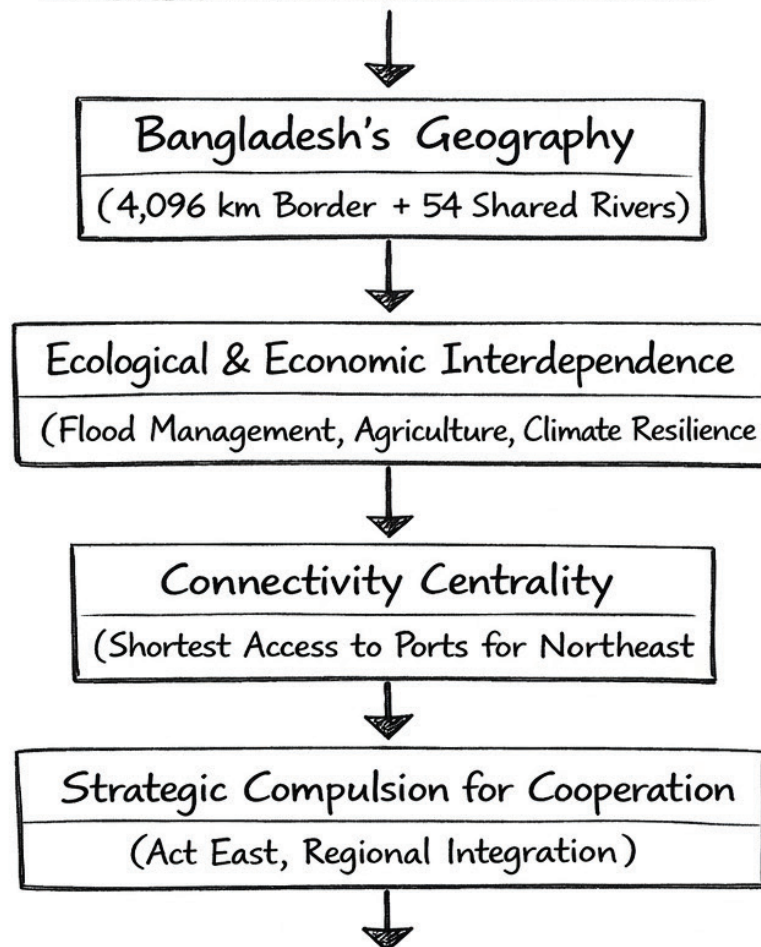 Bangladesh's Geography
(4,096 km Border + 54 Shared Rivers)
Ecological & Economic Interdependence
(Flood Management, Agriculture, Climate Resilience
Connectivity Centrality
(Shortest Access to Ports for Northeast
Strategic Compulsion for Cooperation
(Act East, Regional Integration)